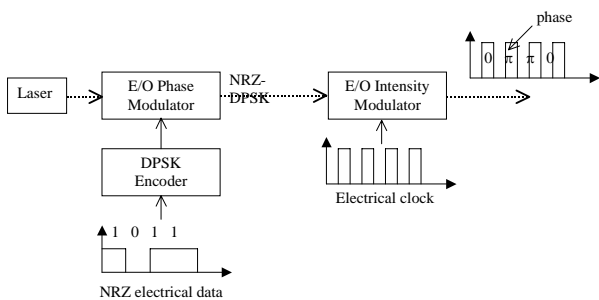 phase
0 π π 0
Laser
E/O Phase
Modulator
NRZ-
DPSK
E/O Intensity
Modulator
DPSK
Encoder
Electrical clock
1 0 1 1
NRZ electrical data